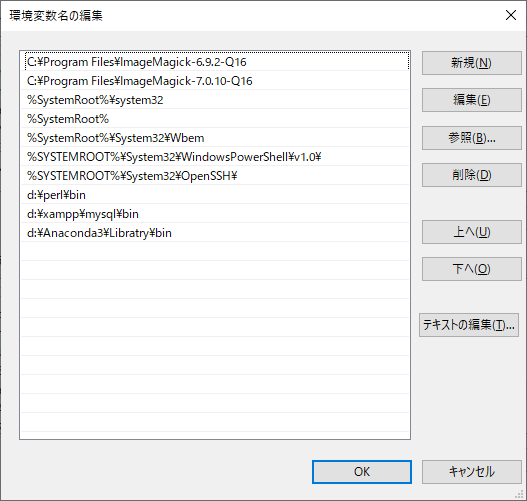 環境変数名の編集
C:¥Program Files¥ImageMagick-6.9.2-Q16
C:¥Program Files¥ImageMagick-7.0.10-Q16
%SystemRoot%¥system32
%SystemRoot%
%SystemRoot%¥System32¥Wbem
%SYSTEMROOT%¥System32¥WindowsPowerShell¥v1.0¥
%SYSTEMROOT%¥System32¥OpenSSH¥
d:¥perl¥bin
d:¥xampp¥mysql¥bin
d:¥Anaconda3¥Libratry¥bin
新規(N)
編集(E)
参照(B)...
削除(D)
上へ(U)
下へ(O)
テキストの編集(T)...
OK
キャンセル